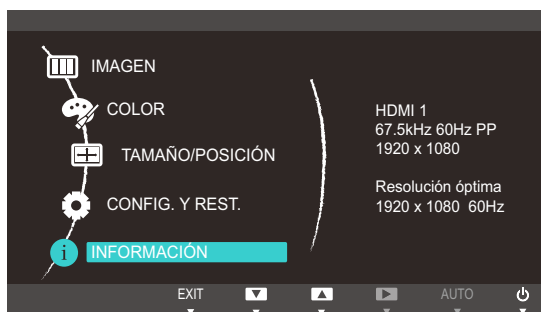 IMAGEN
COLOR
TAMAÑO/POSICIÓN
CONFIG. Y REST.
i INFORMACIÓN
HDMI 1
67.5kHz 60Hz PP
1920 x 1080
Resolución óptima
1920 x 1080 60Hz
EXIT
AUTO